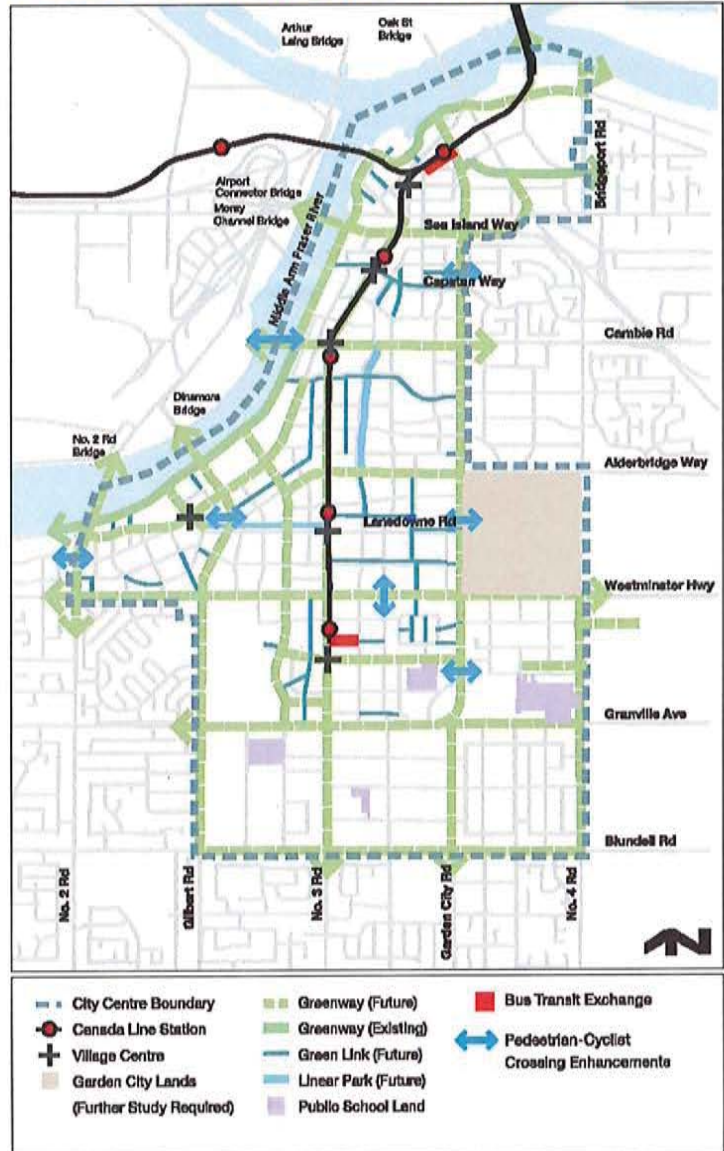 Arthur
Laing Bridge
Oak St
Bridge
Airport
Connector Bridge
Moray
Channel Bridge
Middle Arm Fraser River
Bridgeport Rd
Sea Island Way
Capstan Way
Cambie Rd
Dinsmore
Bridge
No. 2 Rd
Bridge
Alderbridge Way
Lansdowne Rd
Westminster Hwy
Granville Ave
Blundell Rd
No. 2 Rd
Gilbert Rd
No. 3 Rd
Garden City Rd
No. 4 Rd
City Centre Boundary
Canada Line Station
Village Centre
Garden City Lands
(Further Study Required)
Greenway (Future)
Greenway (Existing)
Green Link (Future)
Linear Park (Future)
Public School Land
Bus Transit Exchange
Pedestrian-Cyclist
Crossing Enhancements